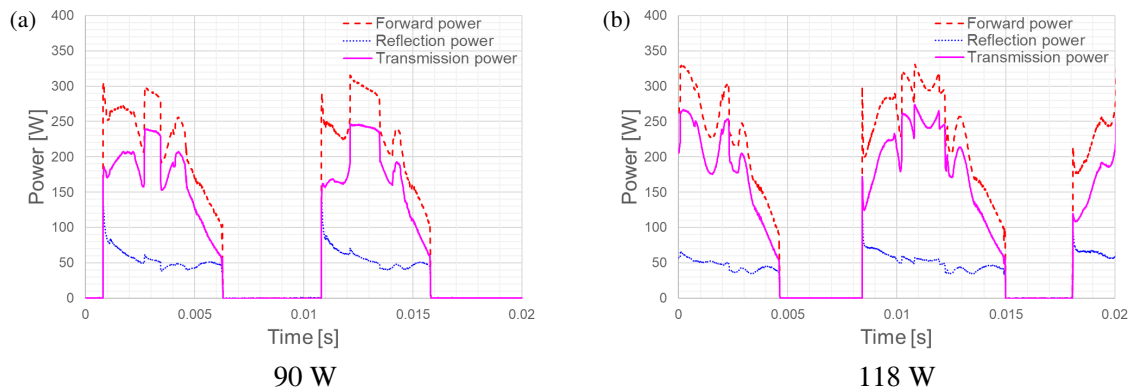 (a)
Power [W]
400
350
300
250
200
150
100
50
0
Forward power
Reflection power
Transmission power
0
0.005
0.01
0.015
0.02
Time [s]
90 W
(b)
Power [W]
400
350
300
250
200
150
100
50
0
Forward power
Reflection power
Transmission power
0
0.005
0.01
0.015
0.02
Time [s]
118 W